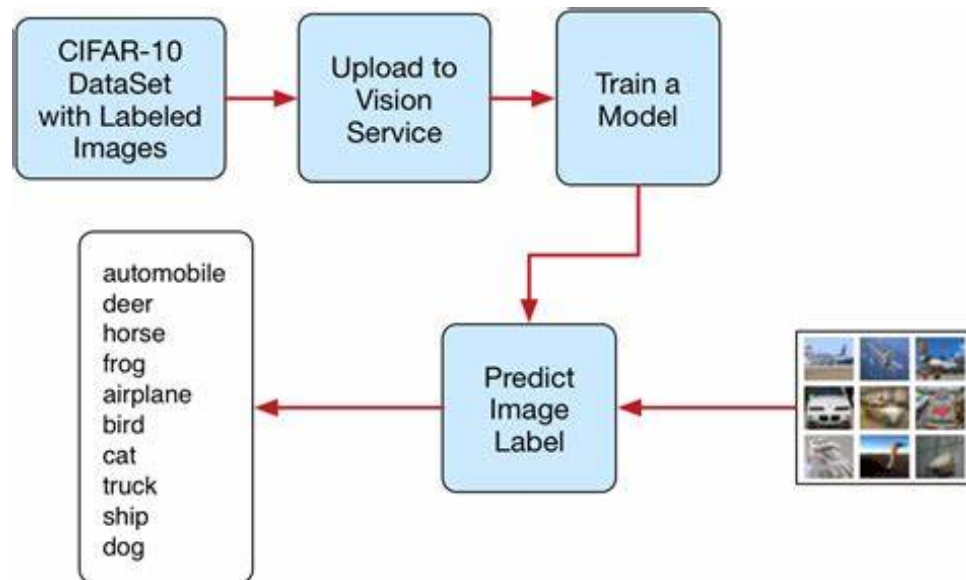 CIFAR-10
DataSet
with Labeled
Images
Upload to
Vision
Service
Train a
Model
automobile
deer
horse
frog
airplane
bird
cat
truck
ship
dog
Predict
Image
Label